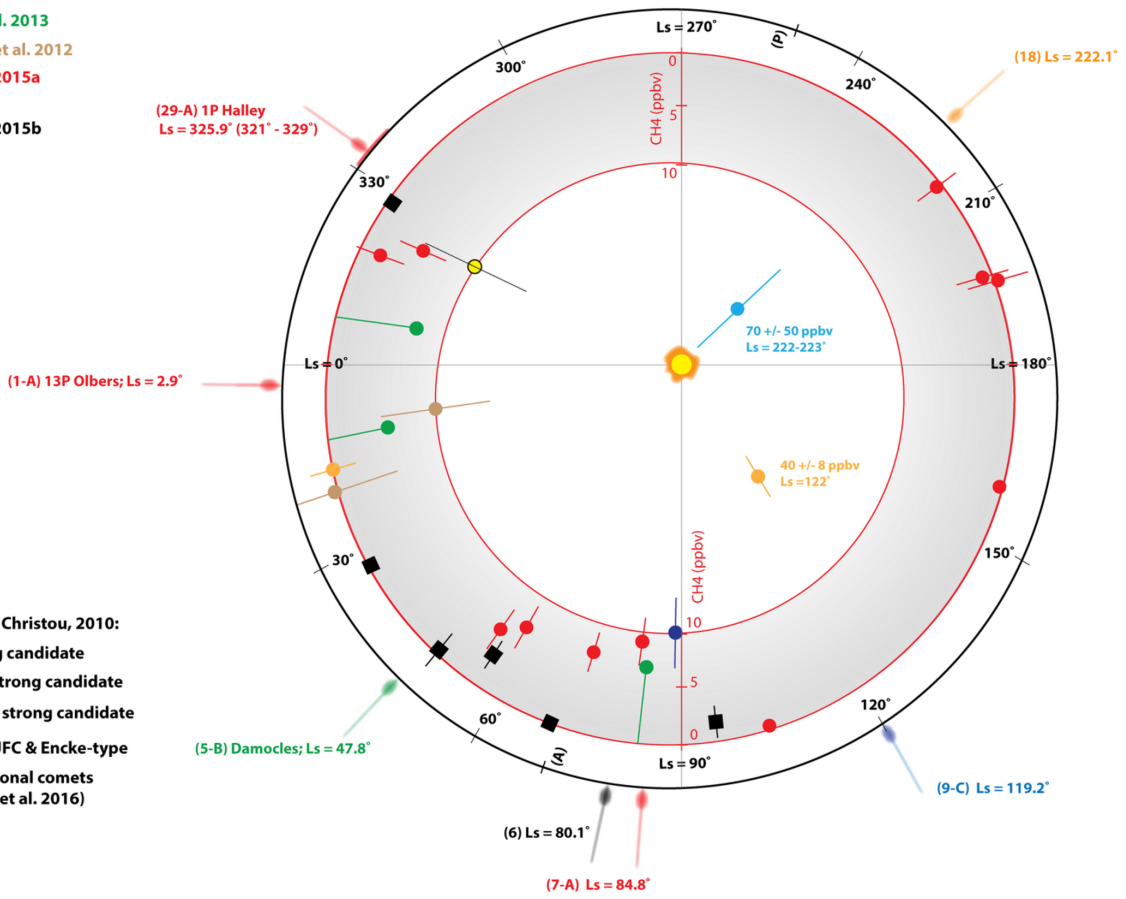 l. 2013
et al. 2012
2015a
2015b
Ls = 270°
(P)
300°
240°
(18) Ls = 222.1°
0
CH4 (ppbv)
5
10
(29-A) 1P Halley
Ls = 325.9° (321° - 329°)
330°
210°
70 +/- 50 ppbv
Ls = 222-223°
Ls = 0°
Ls = 180°
(1-A) 13P Olbers; Ls = 2.9°
40 +/- 8 ppbv
Ls =122°
30°
150°
CH4 (ppbv)
10
5
0
Christou, 2010:
g candidate
trong candidate
strong candidate
JFC & Encke-type
onal comets
et al. 2016)
60°
120°
(A)
Ls = 90°
(5-B) Damocles; Ls = 47.8°
(9-C) Ls = 119.2°
(6) Ls = 80.1°
(7-A) Ls = 84.8°